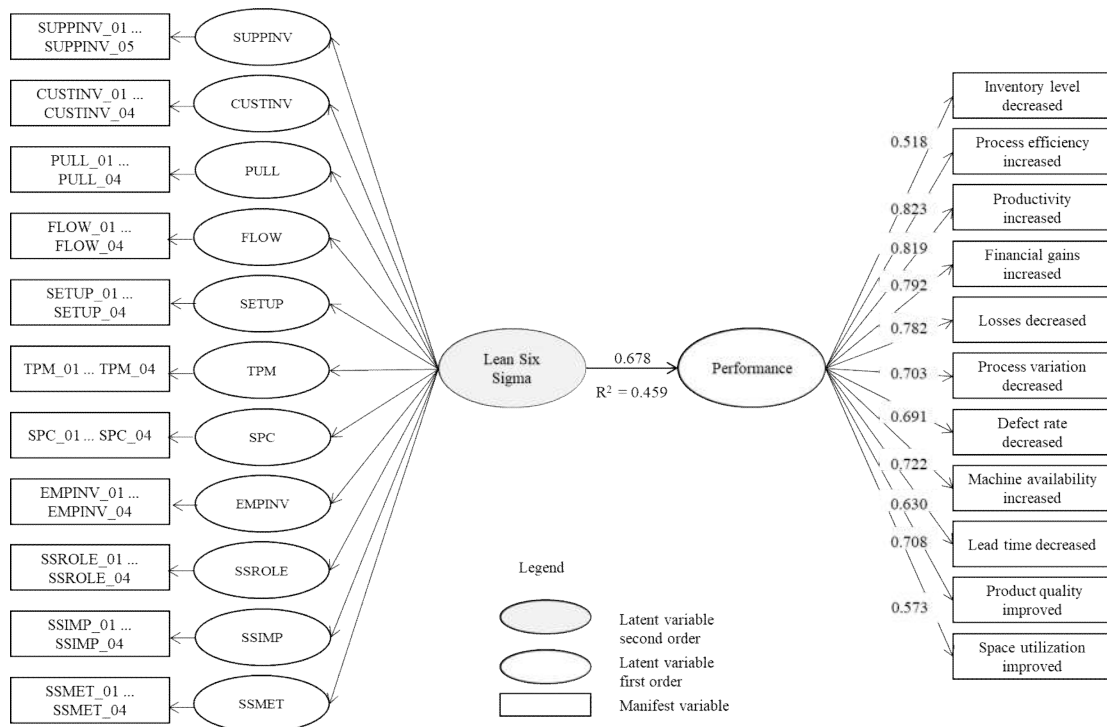 SUPPINV_01 ...
SUPPINV_05
SUPPINV
CUSTINV_01 ...
CUSTINV_04
CUSTINV
PULL_01 ...
PULL_04
PULL
FLOW_01 ...
FLOW_04
FLOW
SETUP_01 ...
SETUP_04
SETUP
TPM_01 ... TPM_04
TPM
SPC_01 ... SPC_04
SPC
EMPINV_01 ...
EMPINV_04
EMPINV
SSROLE_01 ...
SSROLE_04
SSROLE
SSIMP_01 ...
SSIMP_04
SSIMP
SSMET_01 ...
SSMET_04
SSMET
Lean Six
Sigma
0.678
R² = 0.459
Performance
0.518
0.823
0.819
0.792
0.782
0.703
0.691
0.722
0.630
0.708
0.573
Inventory level
decreased
Process efficiency
increased
Productivity
increased
Financial gains
increased
Losses decreased
Process variation
decreased
Defect rate
decreased
Machine availability
increased
Lead time decreased
Product quality
improved
Space utilization
improved
Legend
Latent variable
second order
Latent variable
first order
Manifest variable